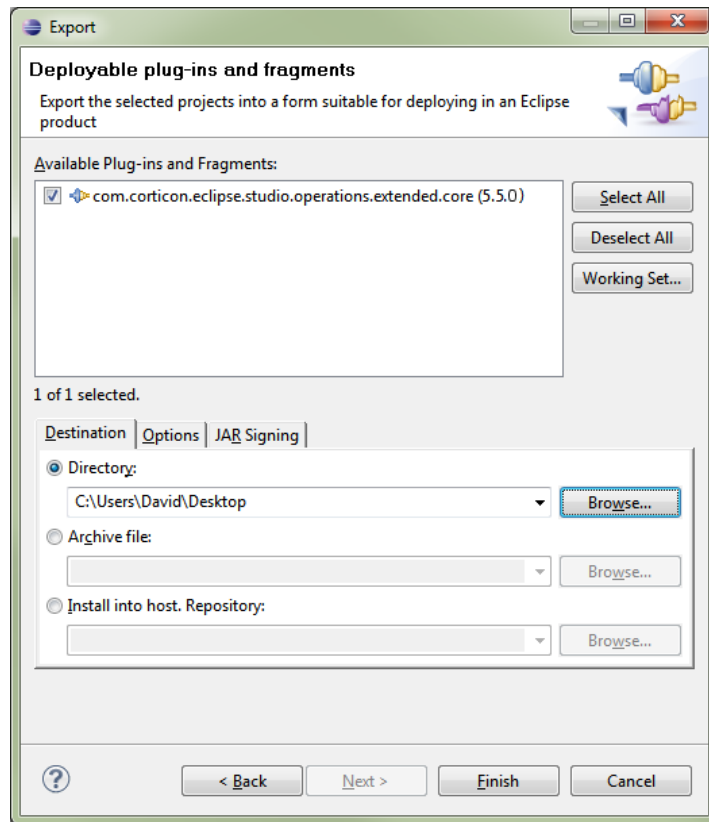 Export
Deployable plug-ins and fragments
Export the selected projects into a form suitable for deploying in an Eclipse
product
Available Plug-ins and Fragments:
com.corticon.eclipse.studio.operations.extended.core (5.5.0)
Select All
Deselect All
Working Set...
1 of 1 selected.
Destination Options JAR Signing
Directory:
C:\Users\David\Desktop Browse...
Archive file:
Browse...
Install into host. Repository:
Browse...
? < Back Next > Finish Cancel